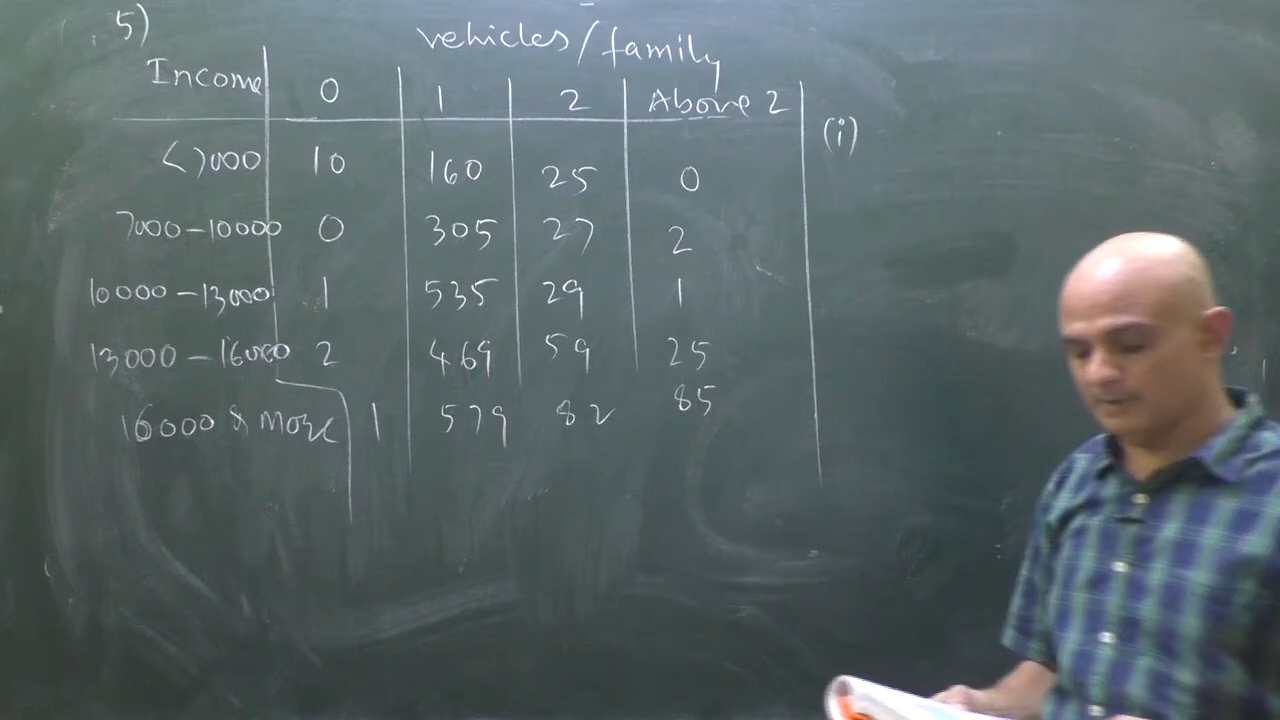 5)
vehicles/family
Income 0 1 2 Above 2
(i)
<7000 10 160 25 0
7000-10000 0 305 27 2
10000-13000 1 535 29 1
13000-16000 2 469 59 25
16000 & more 1 579 82 85